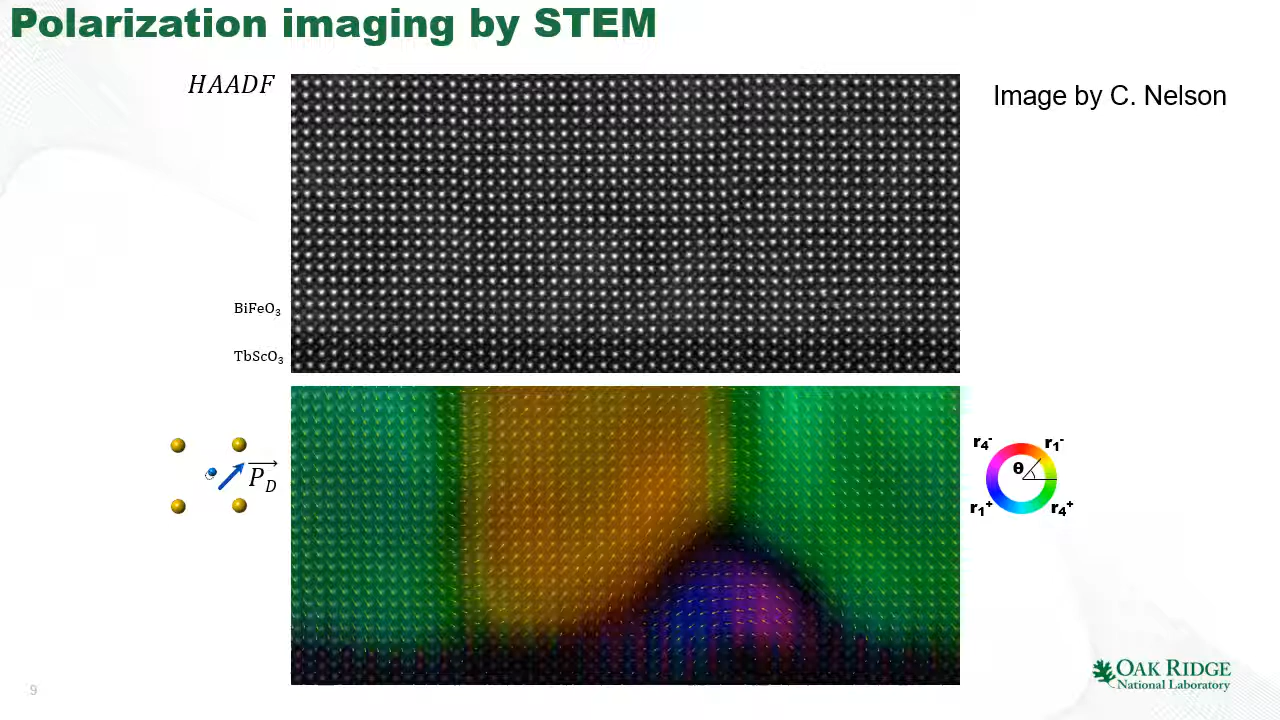 Polarization imaging by STEM
HAADF
Image by C. Nelson
BiFeO₃
TbScO₃
P_D
r₄⁻ r₁⁻
θ
r₁⁺ r₄⁺
OAK RIDGE
National Laboratory
9